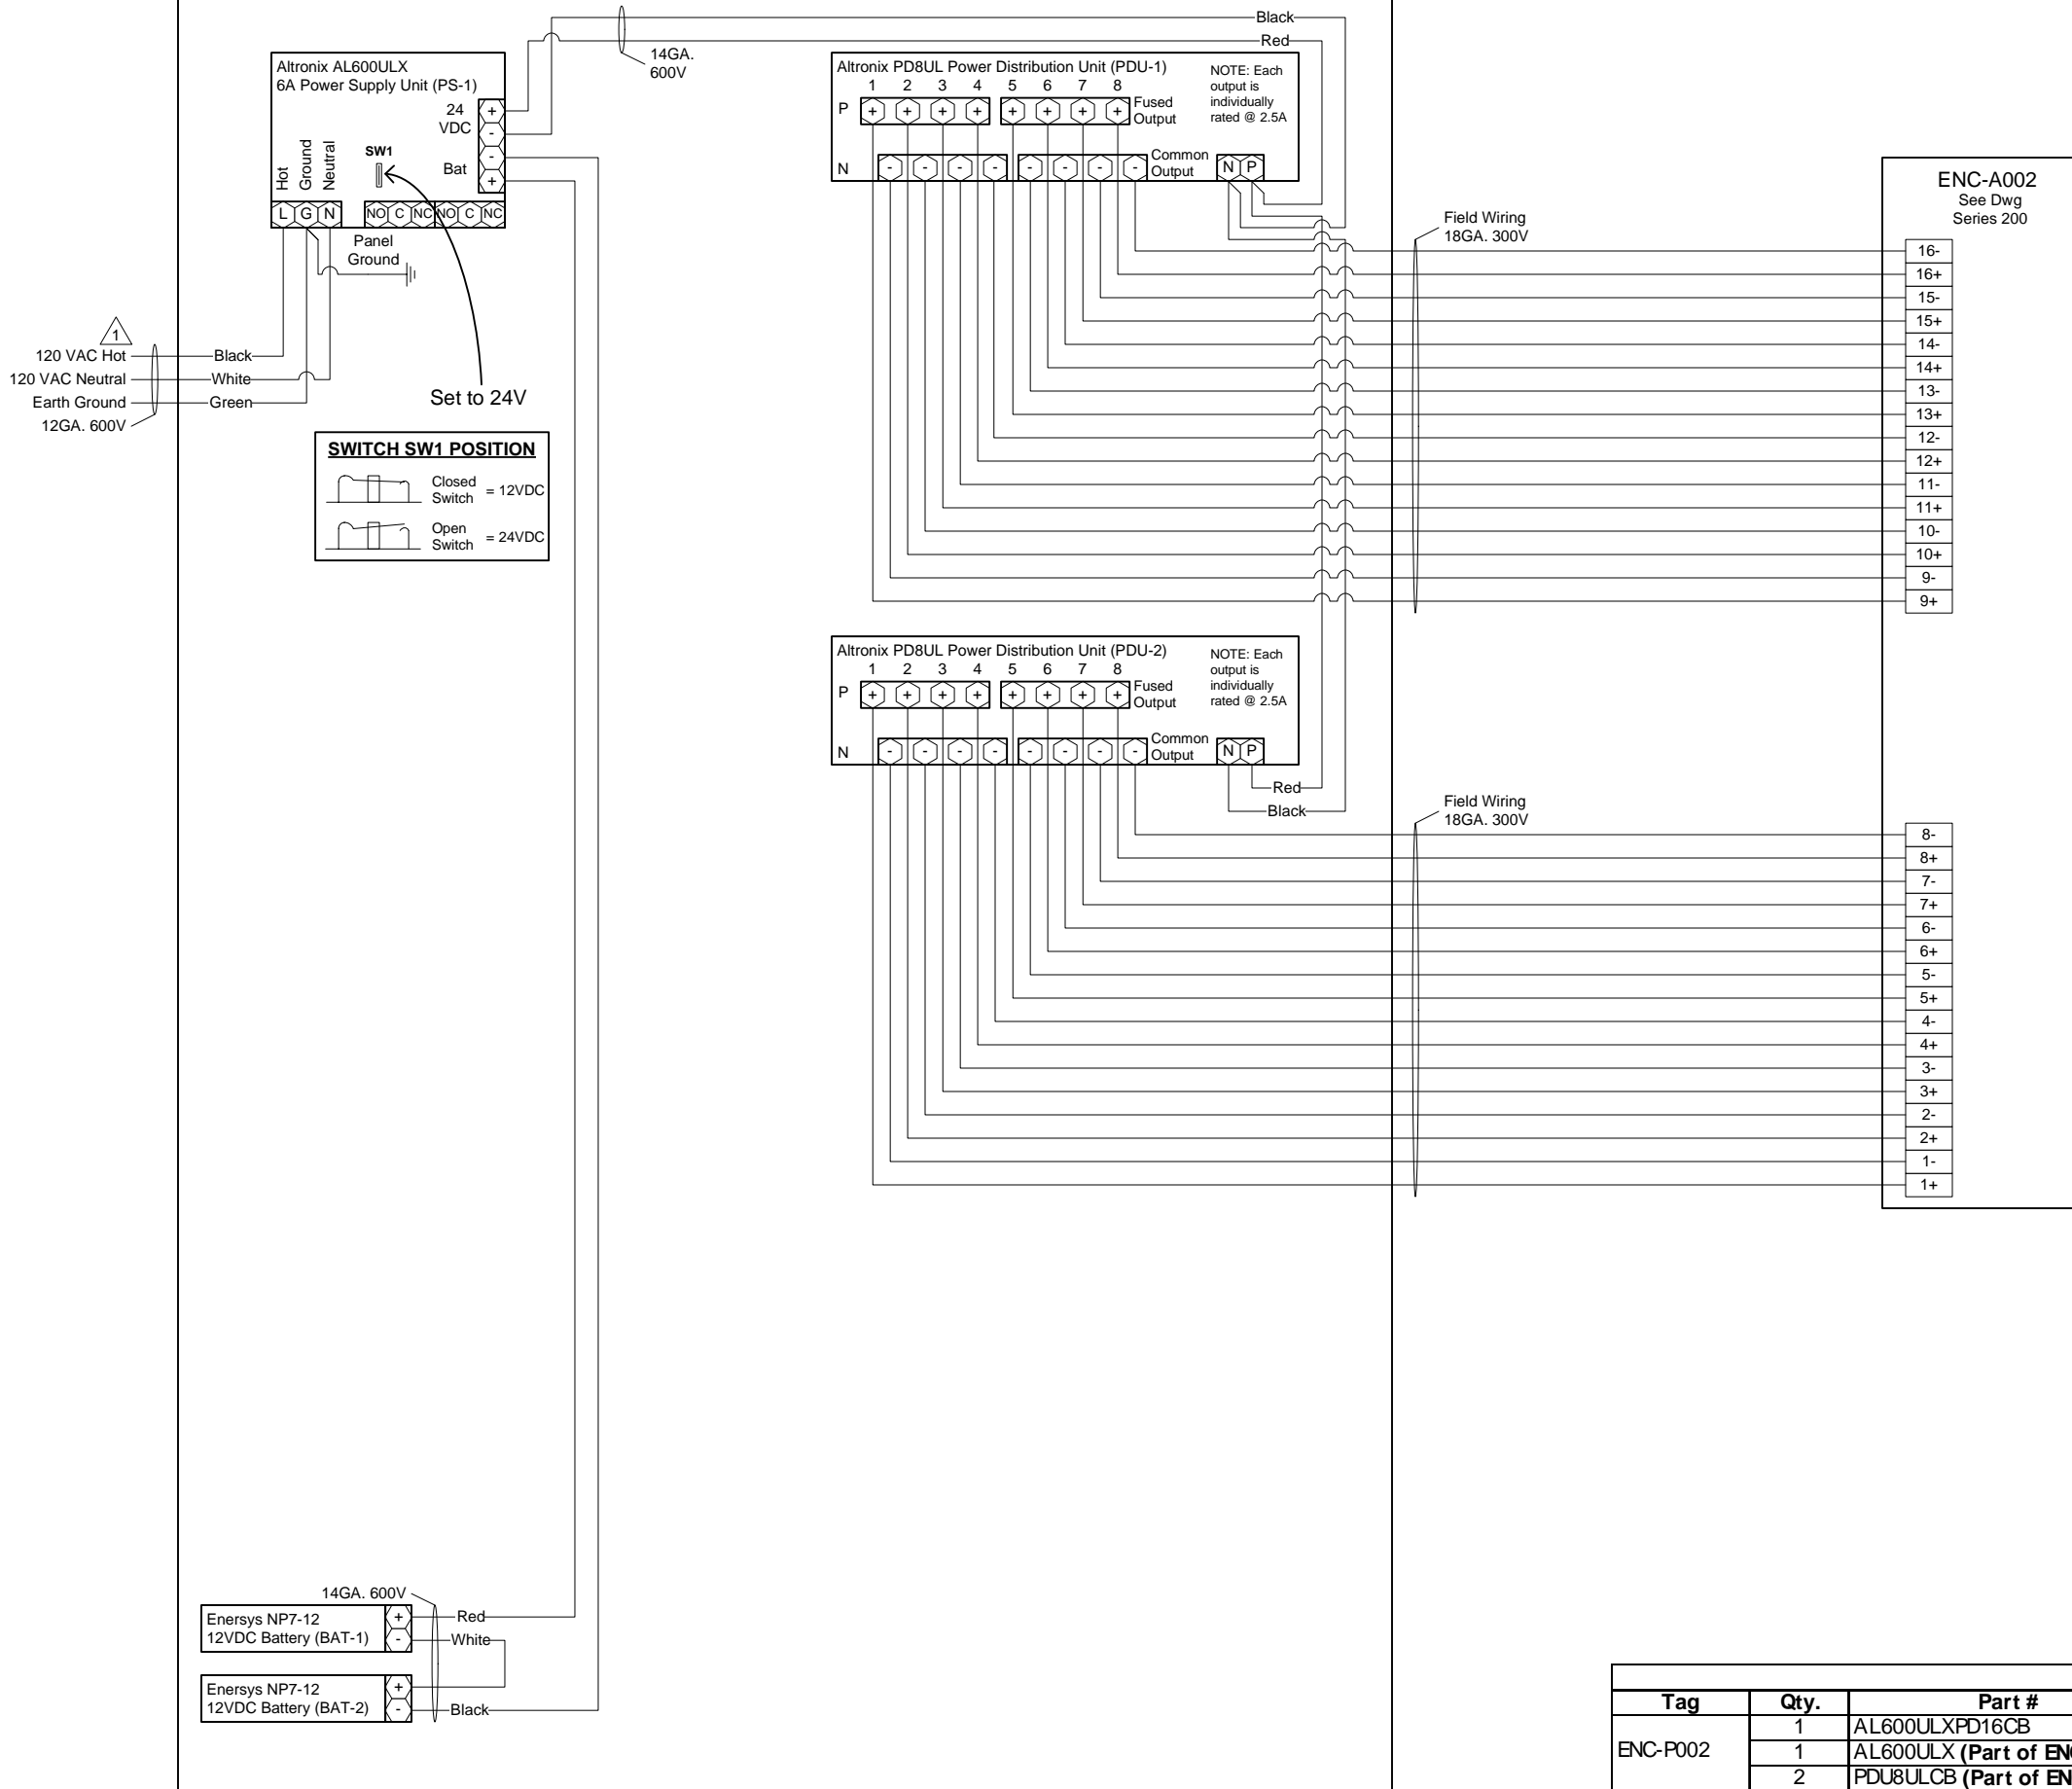 Black
Red
14GA.
600V
Altronix AL600ULX
6A Power Supply Unit (PS-1)
24
VDC
+
-
-
+
Bat
SW1
Hot
Ground
Neutral
L G N
NO C NC NO C NC
Panel
Ground
1
120 VAC Hot
120 VAC Neutral
Earth Ground
12GA. 600V
Black
White
Green
Set to 24V
SWITCH SW1 POSITION
Closed
Switch
= 12VDC
Open
Switch
= 24VDC
Altronix PD8UL Power Distribution Unit (PDU-1)
NOTE: Each
output is
individually
rated @ 2.5A
1 2 3 4 5 6 7 8
P + + + + + + + +
Fused
Output
N - - - - - - - -
Common
Output
N P
Field Wiring
18GA. 300V
ENC-A002
See Dwg
Series 200
16-
16+
15-
15+
14-
14+
13-
13+
12-
12+
11-
11+
10-
10+
9-
9+
Altronix PD8UL Power Distribution Unit (PDU-2)
NOTE: Each
output is
individually
rated @ 2.5A
1 2 3 4 5 6 7 8
P + + + + + + + +
Fused
Output
N - - - - - - - -
Common
Output
N P
Red
Black
Field Wiring
18GA. 300V
8-
8+
7-
7+
6-
6+
5-
5+
4-
4+
3-
3+
2-
2+
1-
1+
14GA. 600V
Enersys NP7-12
12VDC Battery (BAT-1)
+
-
Red
White
Enersys NP7-12
12VDC Battery (BAT-2)
+
-
Black
Tag Qty. Part #
ENC-P002
1 AL600ULXPD16CB
1 AL600ULX (Part of EN
2 PDU8ULCB (Part of EN